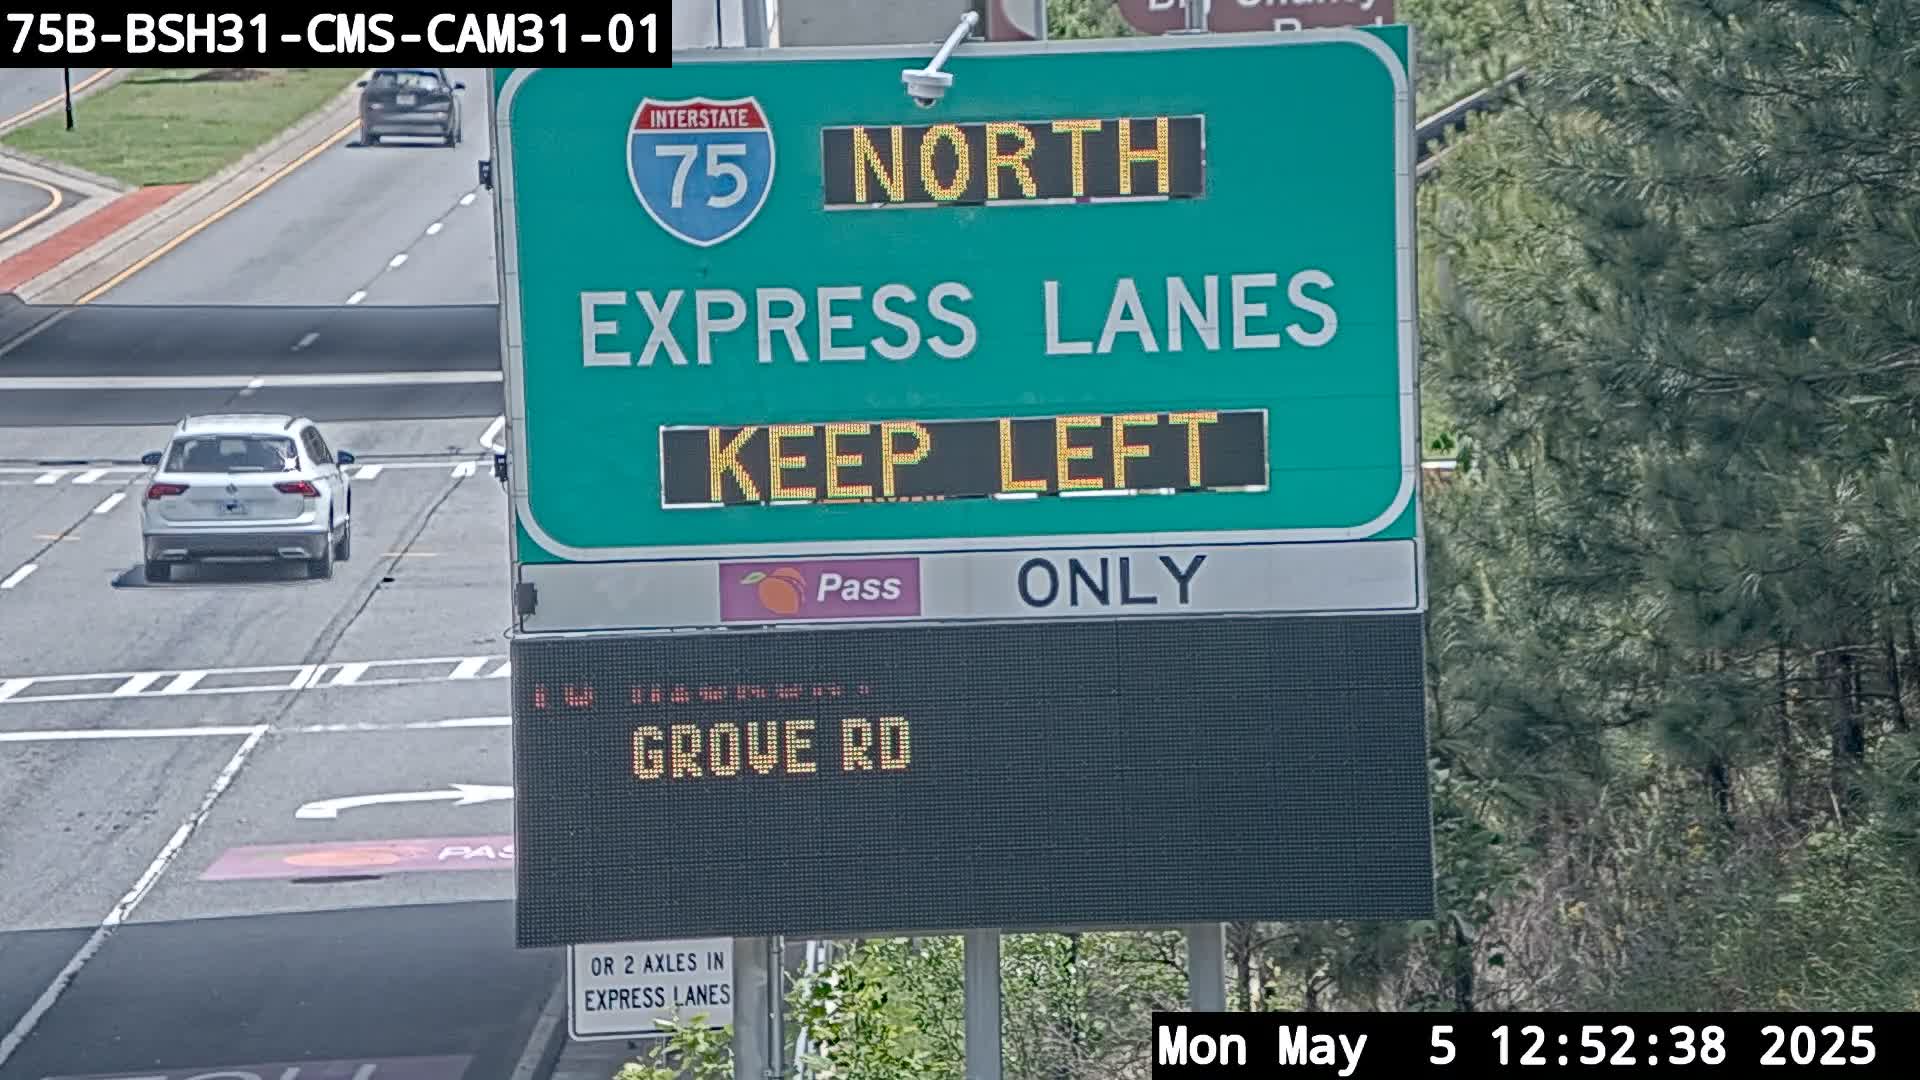 75B-BSH31-CMS-CAM31-01
INTERSTATE
75
NORTH
EXPRESS LANES
KEEP LEFT
Pass
ONLY
GROVE RD
OR 2 AXLES IN
EXPRESS LANES
Mon May 5 12:52:38 2025